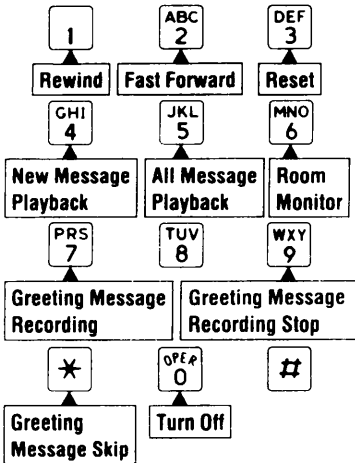 ABC DEF
1 2 3
Rewind Fast Forward Reset
GHI JKL MNO
4 5 6
New Message All Message Room
Playback Playback Monitor
PRS TUV WXY
7 8 9
Greeting Message Greeting Message
Recording Recording Stop
OPER
* 0 #
Greeting Turn Off
Message Skip